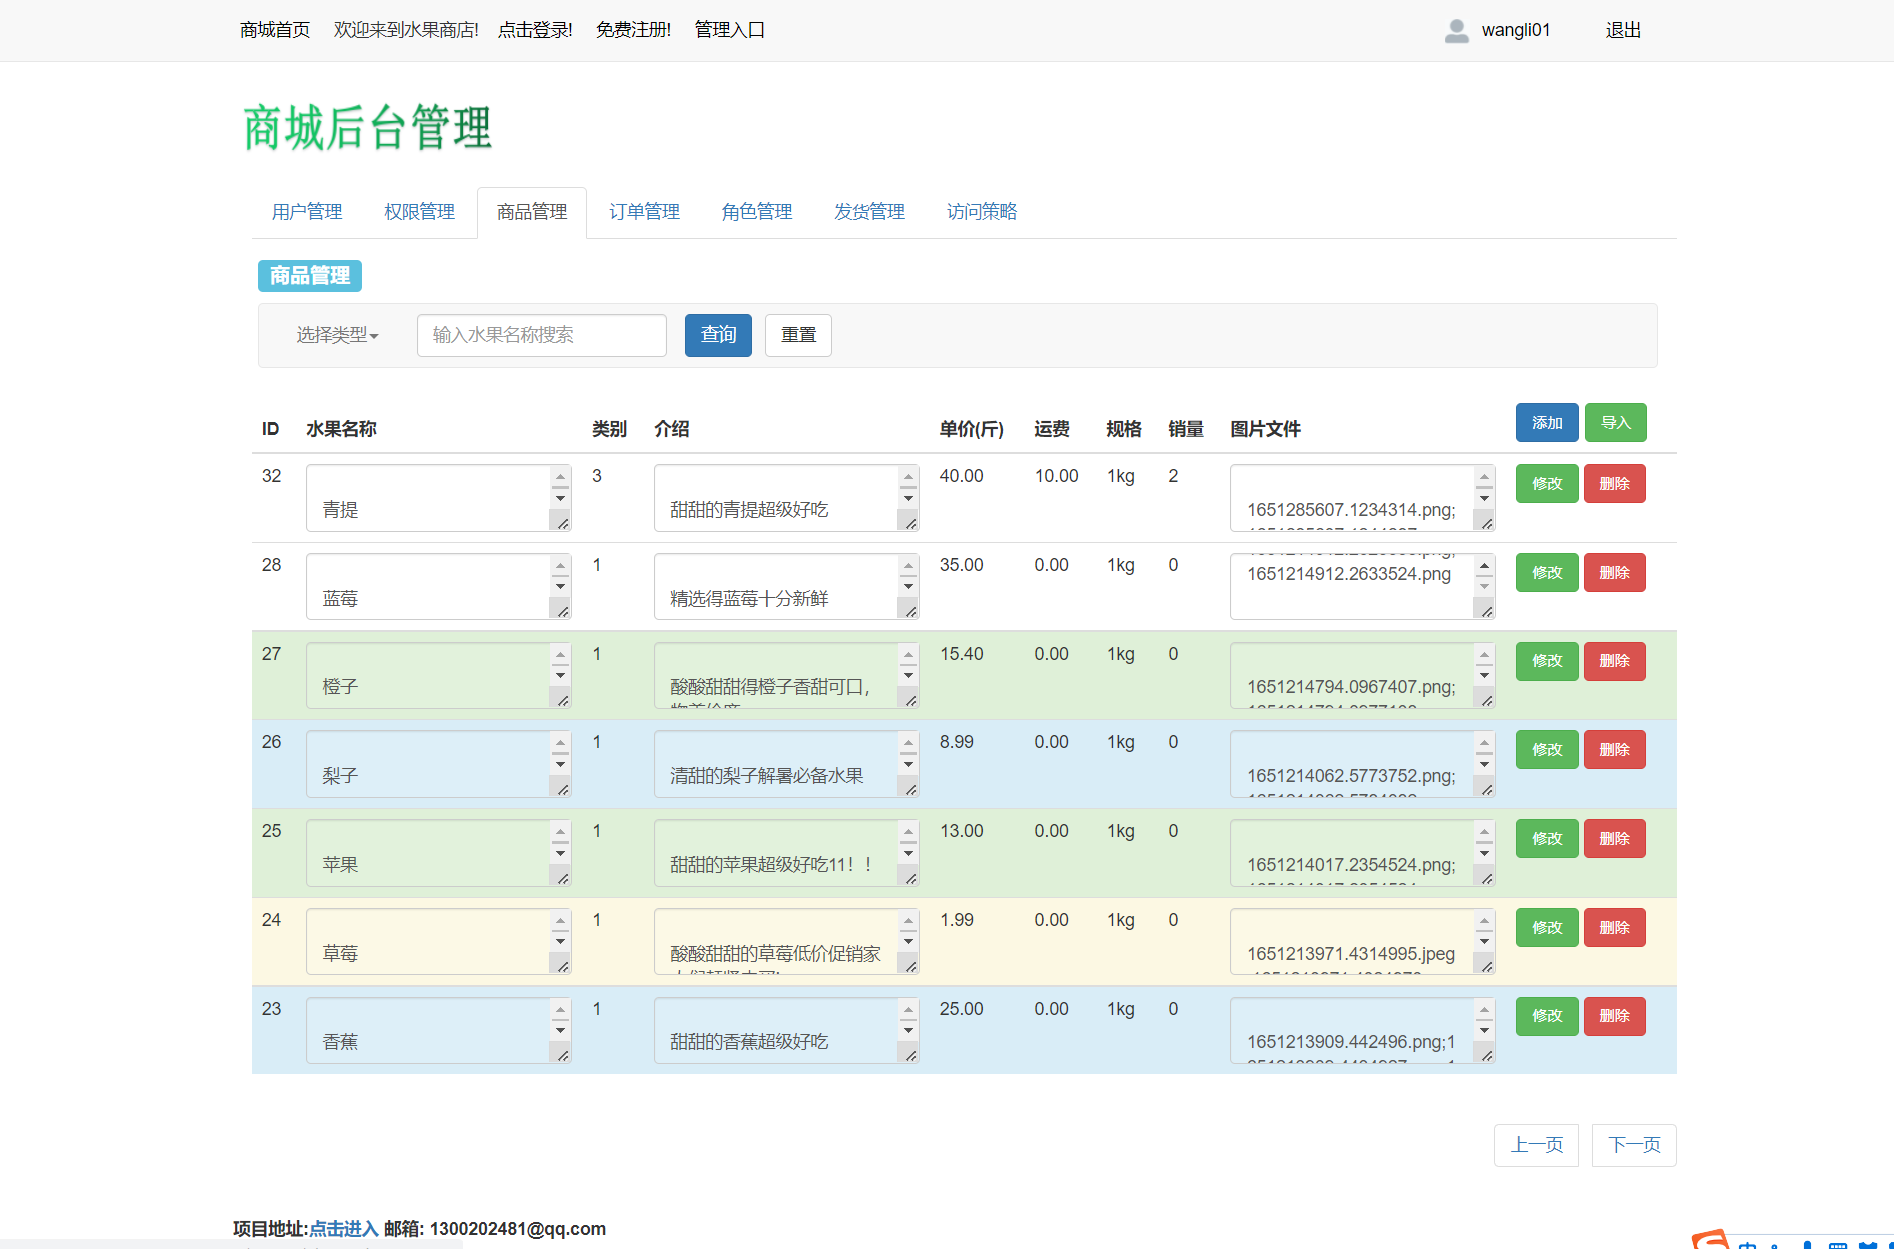 商城首页 欢迎来到水果商店! 点击登录! 免费注册! 管理入口 wangli01 退出
商城后台管理
用户管理 权限管理 商品管理 订单管理 角色管理 发货管理 访问策略
商品管理
选择类型 输入水果名称搜索 查询 重置
ID 水果名称 类别 介绍 单价(斤) 运费 规格 销量 图片文件 添加 导入
32 青提 3 甜甜的青提超级好吃 40.00 10.00 1kg 2 1651285607.1234314.png; 修改 删除
28 蓝莓 1 精选得蓝莓十分新鲜 35.00 0.00 1kg 0 1651214912.2633524.png 修改 删除
27 橙子 1 酸酸甜甜得橙子香甜可口, 15.40 0.00 1kg 0 1651214794.0967407.png; 修改 删除
26 梨子 1 清甜的梨子解暑必备水果 8.99 0.00 1kg 0 1651214062.5773752.png; 修改 删除
25 苹果 1 甜甜的苹果超级好吃11！！ 13.00 0.00 1kg 0 1651214017.2354524.png; 修改 删除
24 草莓 1 酸酸甜甜的草莓低价促销家 1.99 0.00 1kg 0 1651213971.4314995.jpeg 修改 删除
23 香蕉 1 甜甜的香蕉超级好吃 25.00 0.00 1kg 0 1651213909.442496.png;1 修改 删除
上一页 下一页
项目地址:点击进入 邮箱: 1300202481@qq.com